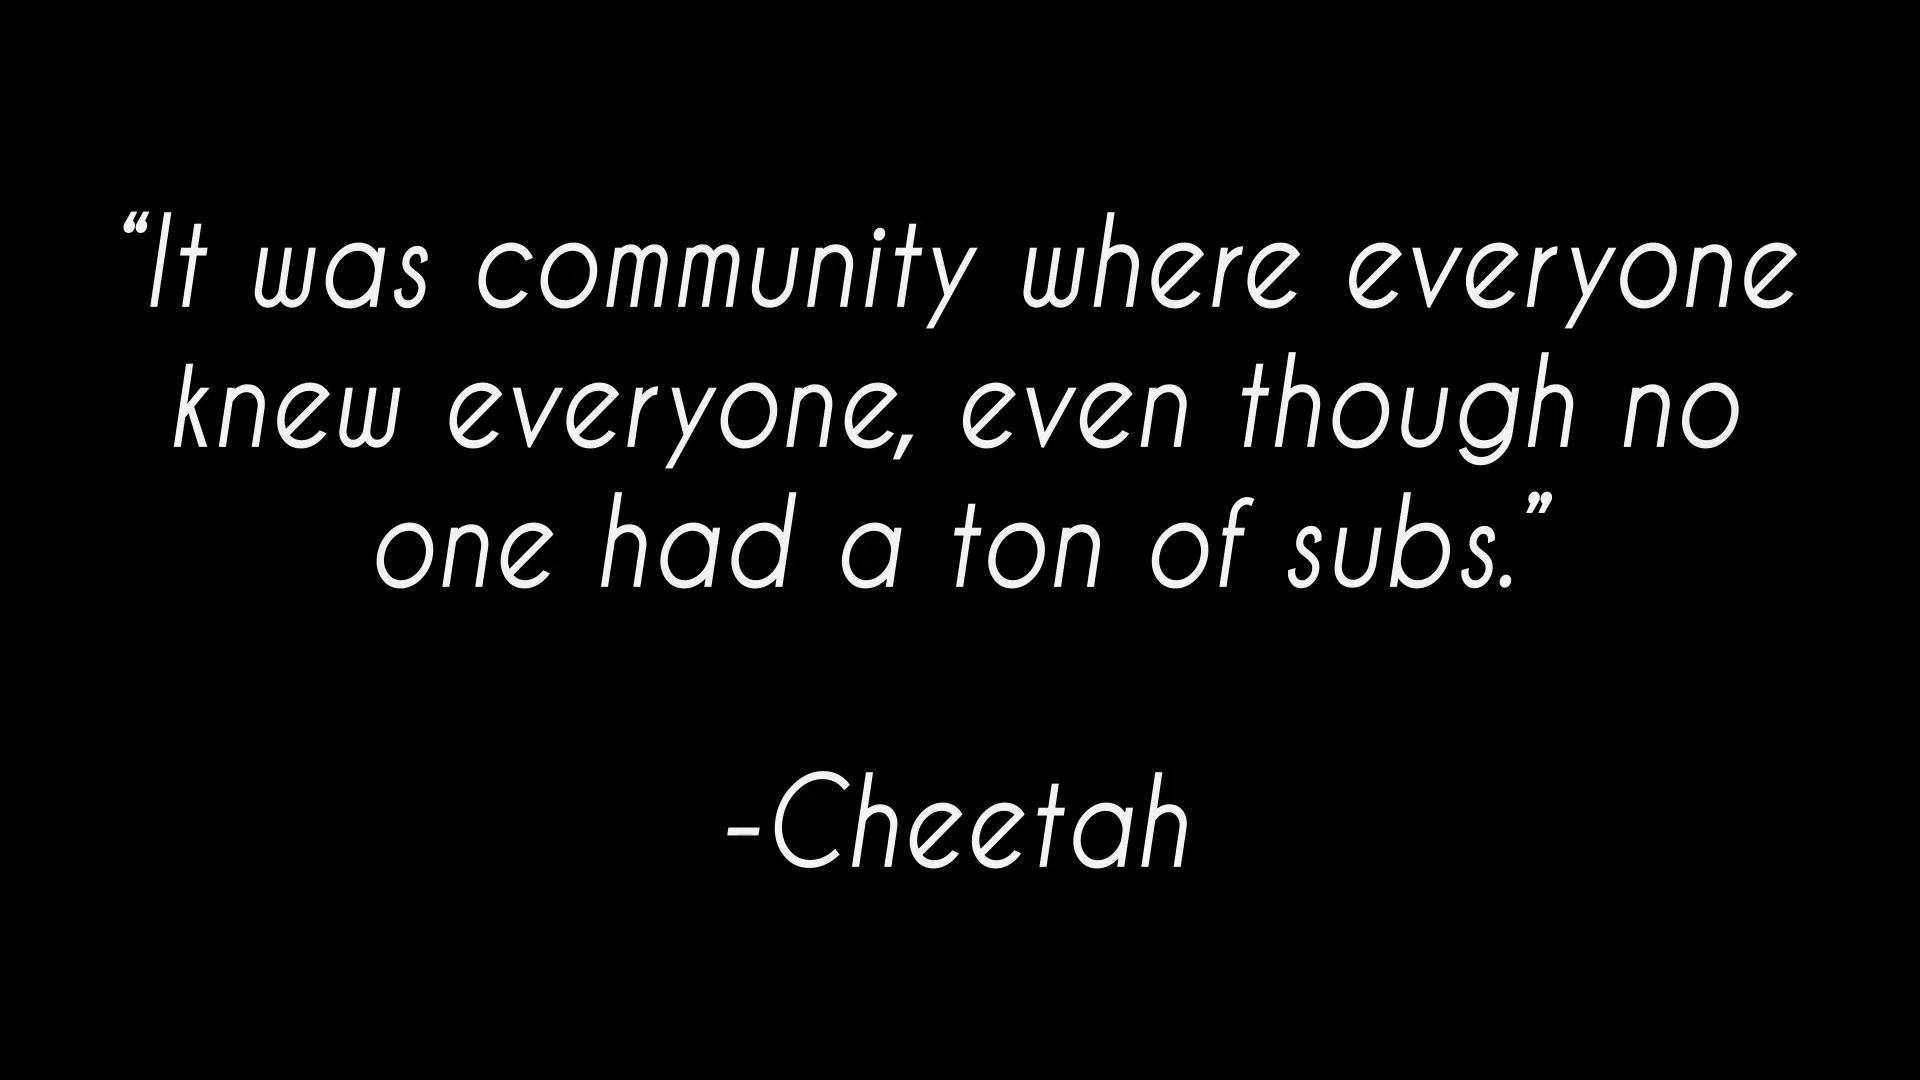 “It was community where everyone
knew everyone, even though no
one had a ton of subs.”
-Cheetah